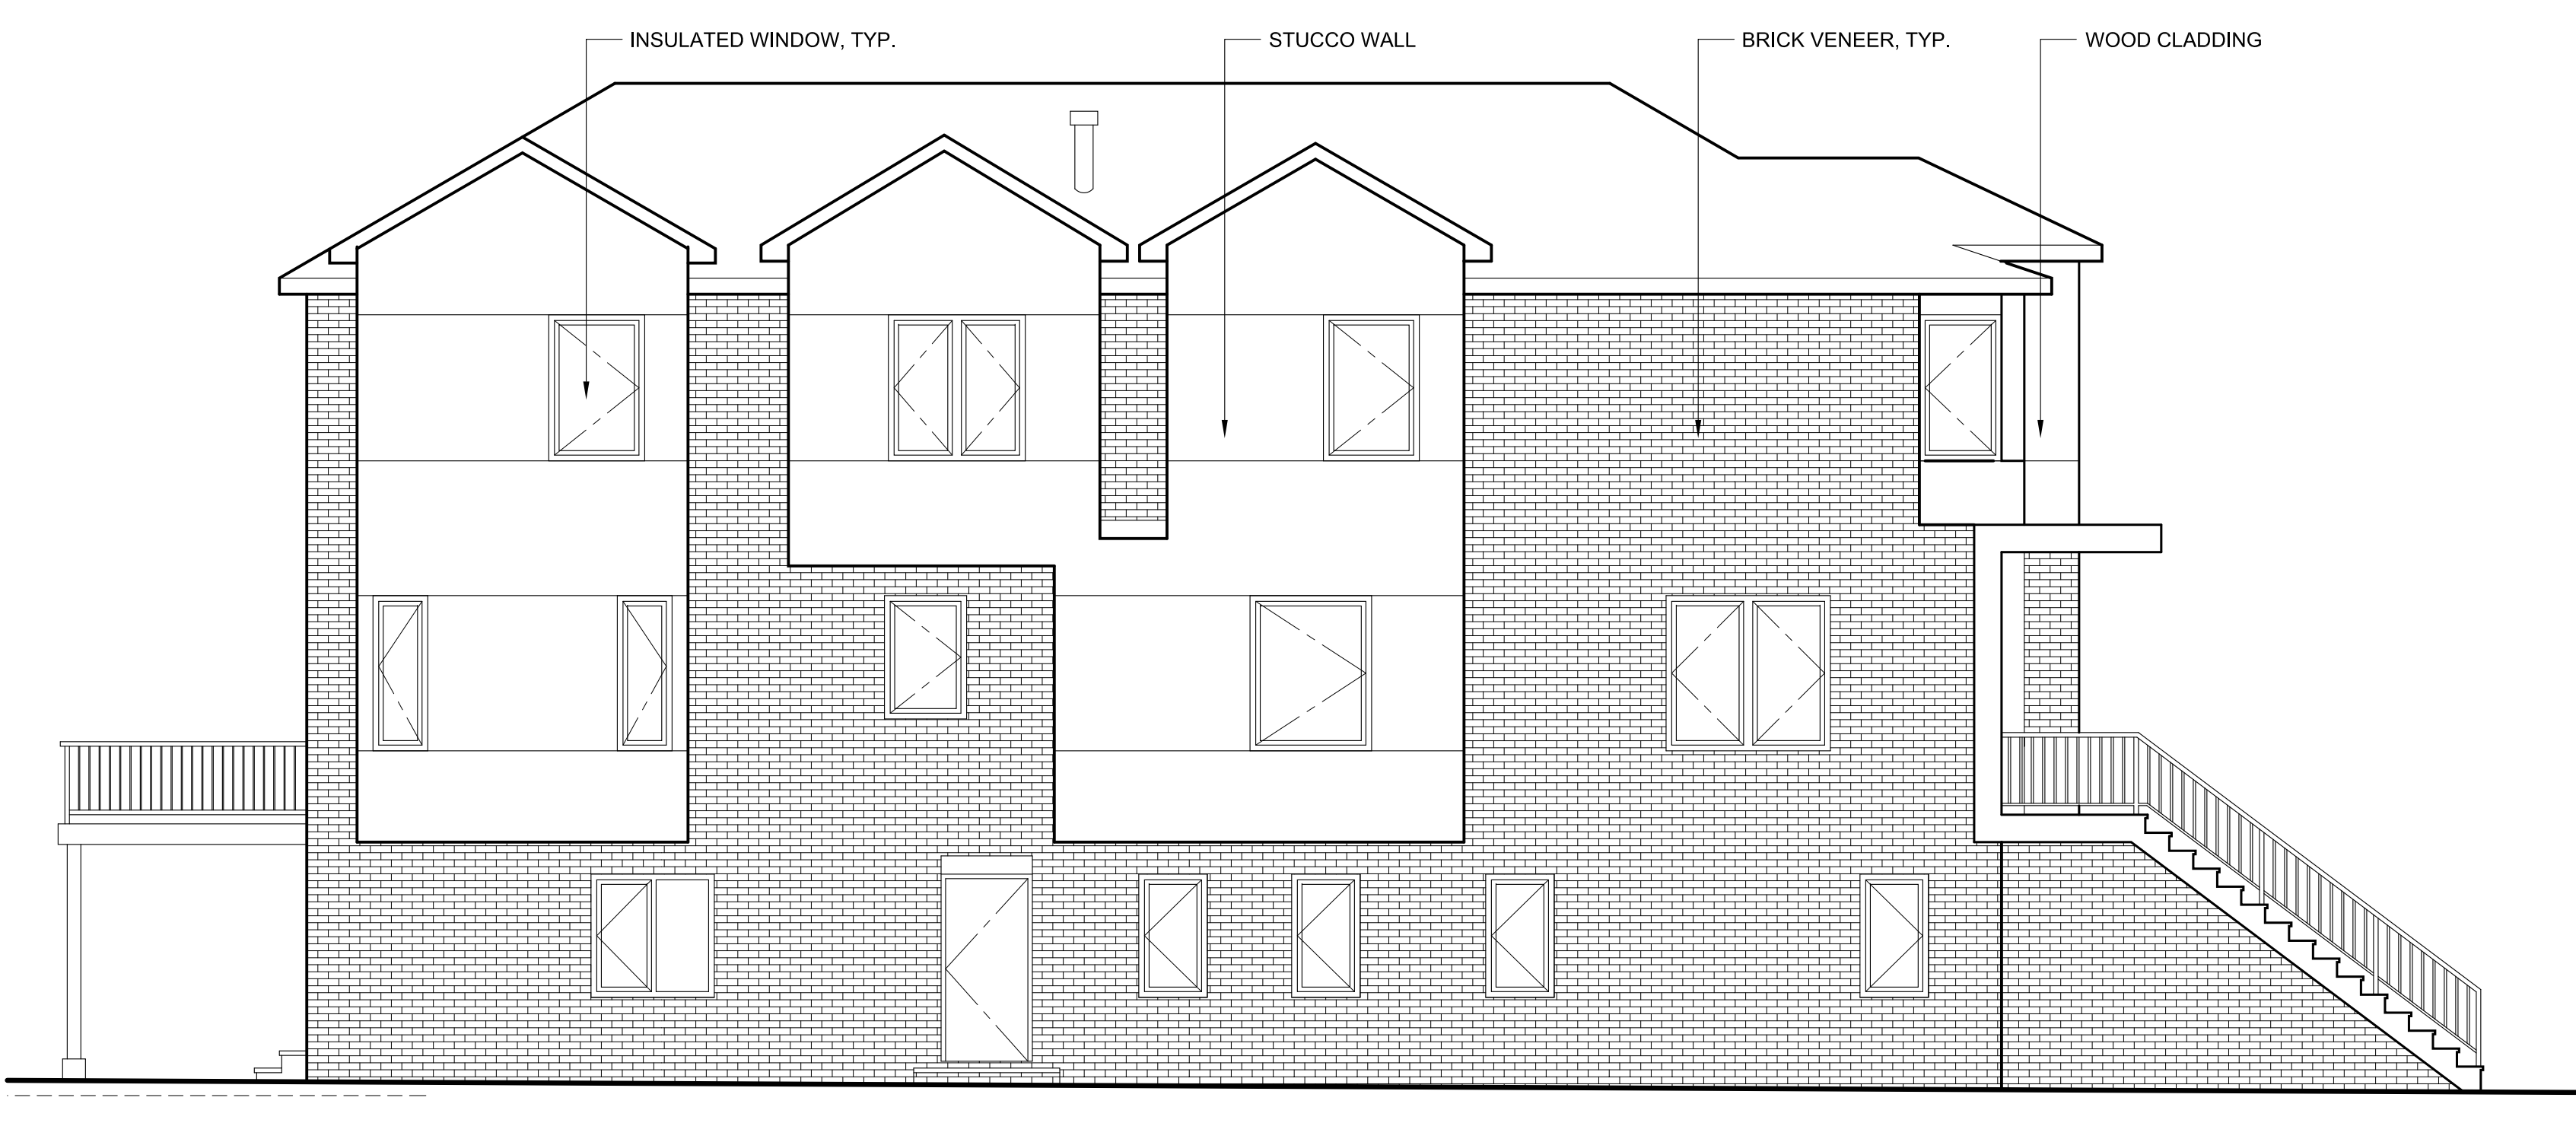 INSULATED WINDOW, TYP.
STUCCO WALL
BRICK VENEER, TYP.
WOOD CLADDING